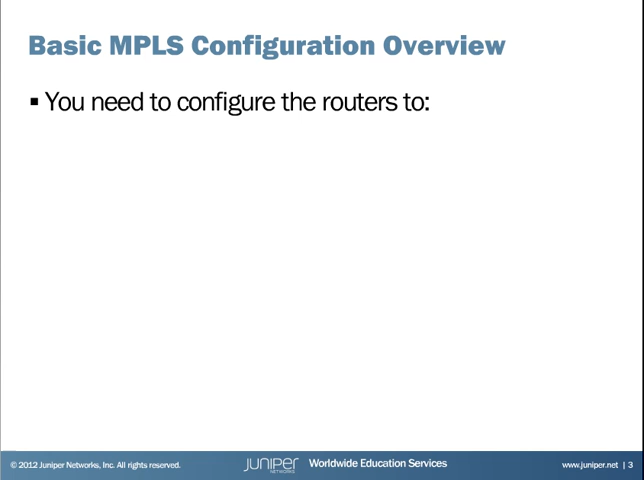 Basic MPLS Configuration Overview
▪ You need to configure the routers to:
© 2012 Juniper Networks, Inc. All rights reserved.
JUNIPER
NETWORKS
Worldwide Education Services
www.juniper.net | 3